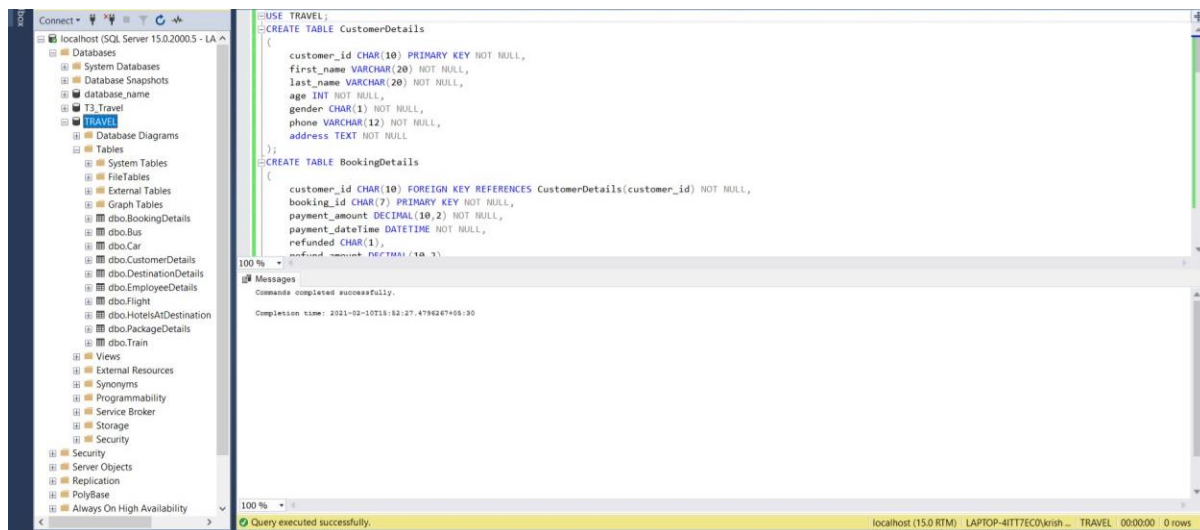 box
Connect
localhost (SQL Server 15.0.2000.5 - LA
Databases
System Databases
Database Snapshots
database_name
T3_Travel
TRAVEL
Database Diagrams
Tables
System Tables
FileTables
External Tables
Graph Tables
dbo.BookingDetails
dbo.Bus
dbo.Car
dbo.CustomerDetails
dbo.DestinationDetails
dbo.EmployeeDetails
dbo.Flight
dbo.HotelsAtDestination
dbo.PackageDetails
dbo.Train
Views
External Resources
Synonyms
Programmability
Service Broker
Storage
Security
Security
Server Objects
Replication
PolyBase
Always On High Availability
USE TRAVEL;
CREATE TABLE CustomerDetails
(
customer_id CHAR(10) PRIMARY KEY NOT NULL,
first_name VARCHAR(20) NOT NULL,
last_name VARCHAR(20) NOT NULL,
age INT NOT NULL,
gender CHAR(1) NOT NULL,
phone VARCHAR(12) NOT NULL,
address TEXT NOT NULL
);
CREATE TABLE BookingDetails
(
customer_id CHAR(10) FOREIGN KEY REFERENCES CustomerDetails(customer_id) NOT NULL,
booking_id CHAR(7) PRIMARY KEY NOT NULL,
payment_amount DECIMAL(10,2) NOT NULL,
payment_dateTime DATETIME NOT NULL,
refunded CHAR(1),
refund_amount DECIMAL(10,2)
100 %
Messages
Commands completed successfully.
Completion time: 2021-02-10T15:52:27.4796267+05:30
100 %
Query executed successfully.
localhost (15.0 RTM) LAPTOP-4ITT7EC0\krish ... TRAVEL 00:00:00 0 rows